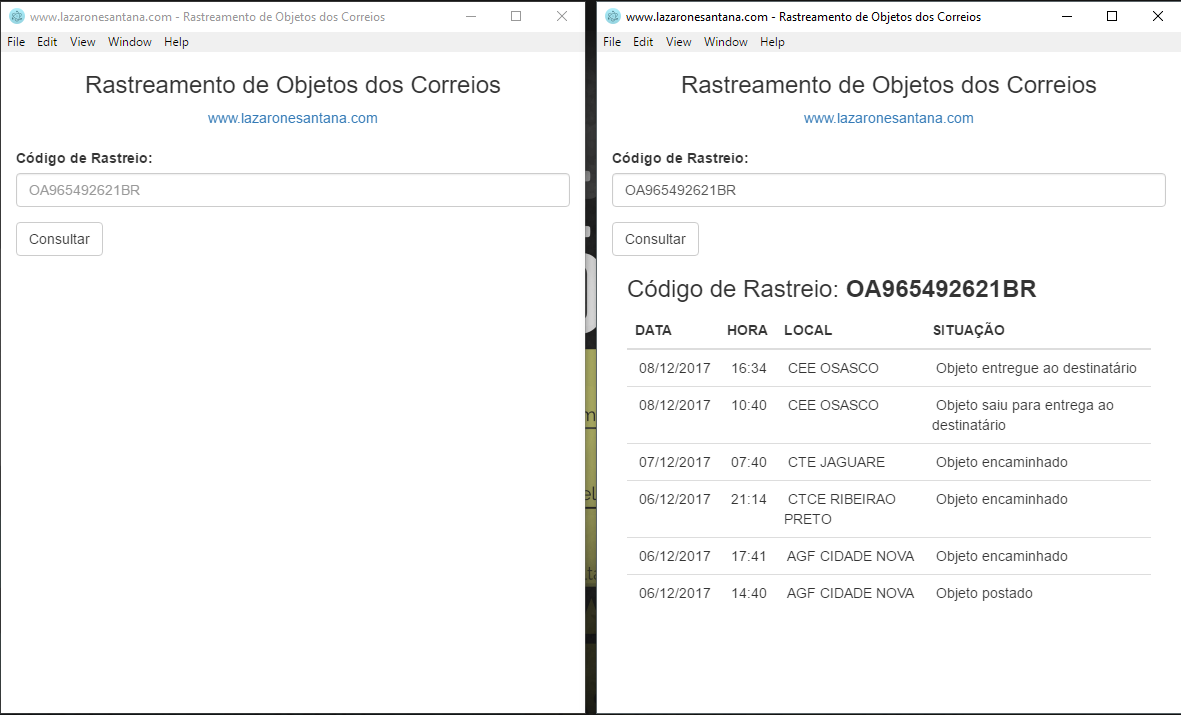 www.lazaronesantana.com - Rastreamento de Objetos dos Correios
File Edit View Window Help
Rastreamento de Objetos dos Correios
www.lazaronesantana.com
Código de Rastreio:
OA965492621BR
Consultar
www.lazaronesantana.com - Rastreamento de Objetos dos Correios
File Edit View Window Help
Rastreamento de Objetos dos Correios
www.lazaronesantana.com
Código de Rastreio:
OA965492621BR
Consultar
Código de Rastreio: OA965492621BR
DATA HORA LOCAL SITUAÇÃO
08/12/2017 16:34 CEE OSASCO Objeto entregue ao destinatário
08/12/2017 10:40 CEE OSASCO Objeto saiu para entrega ao
destinatário
07/12/2017 07:40 CTE JAGUARE Objeto encaminhado
06/12/2017 21:14 CTCE RIBEIRAO Objeto encaminhado
PRETO
06/12/2017 17:41 AGF CIDADE NOVA Objeto encaminhado
06/12/2017 14:40 AGF CIDADE NOVA Objeto postado